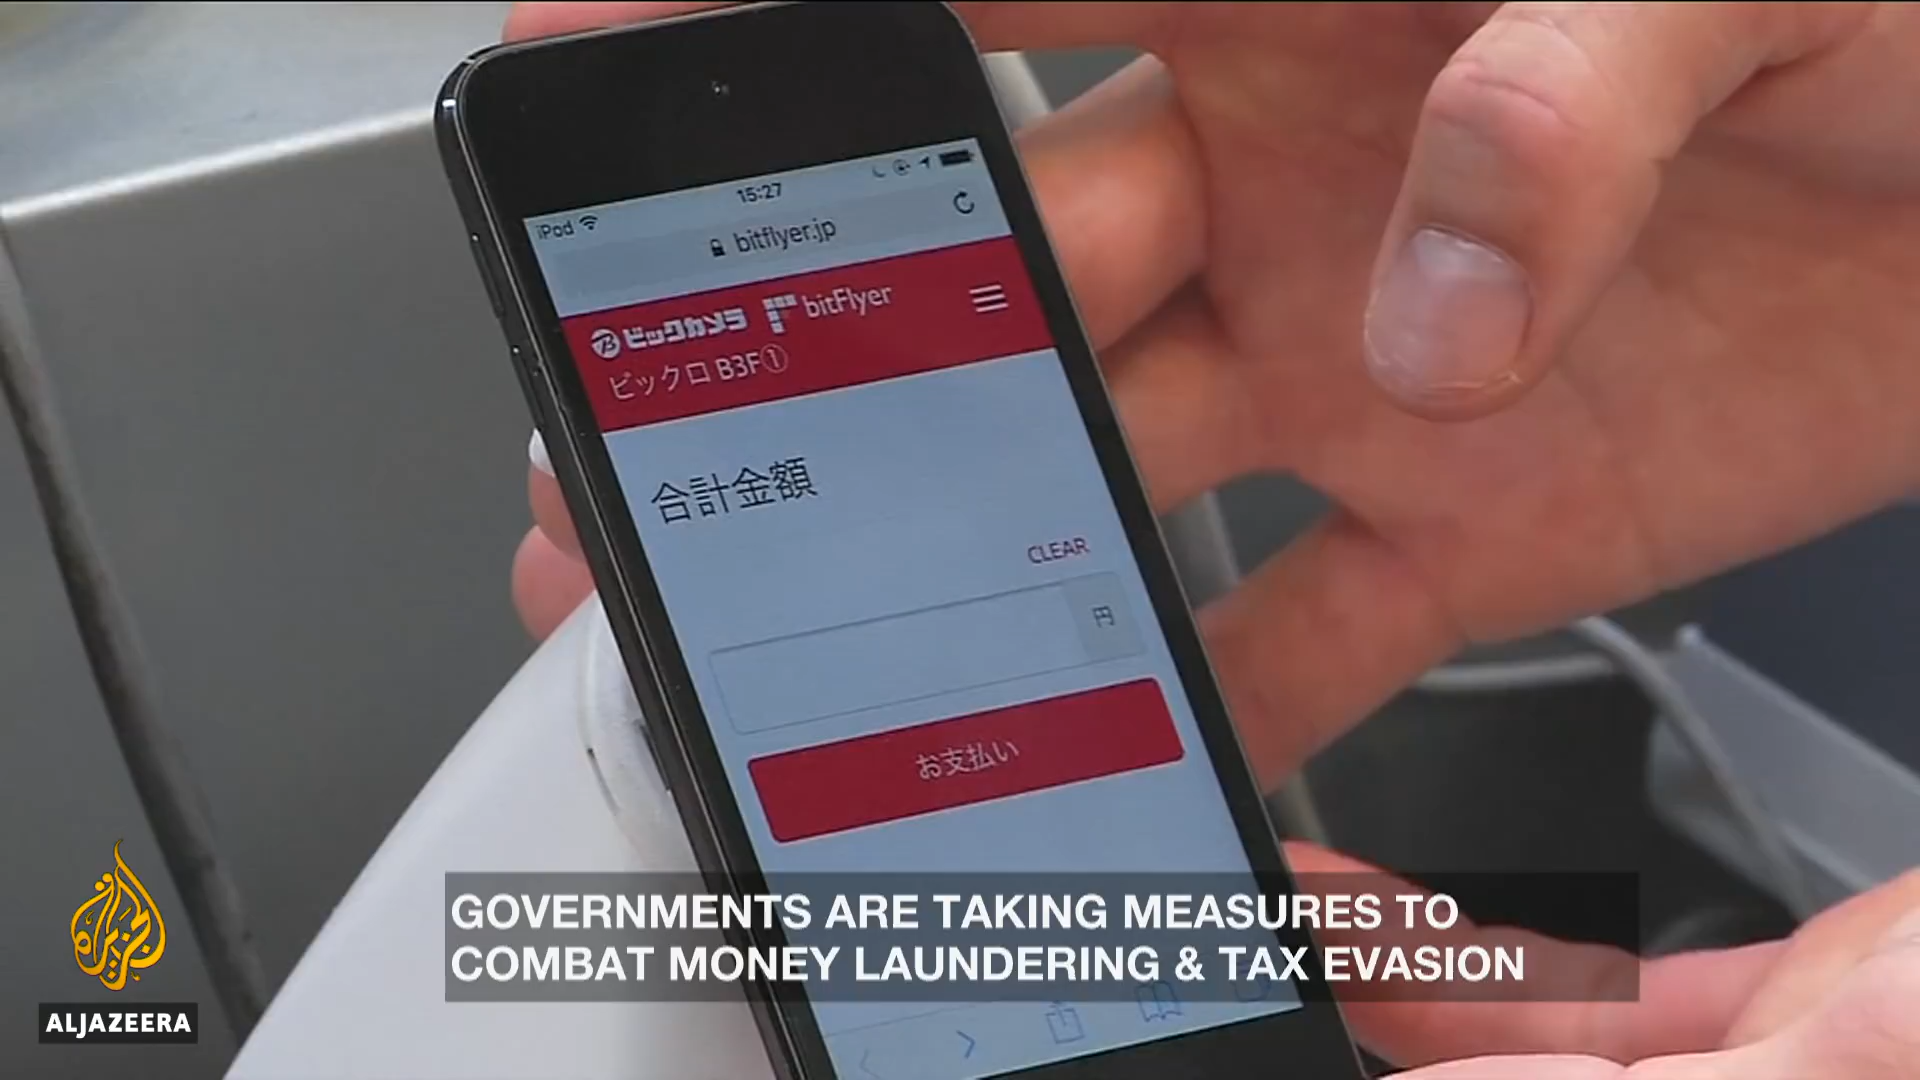 iPod
15:27
bitflyer.jp
ビックカメラ bitFlyer
ビックロ B3F①
合計金額
CLEAR
円
お支払い
GOVERNMENTS ARE TAKING MEASURES TO
COMBAT MONEY LAUNDERING & TAX EVASION
الجزيرة
ALJAZEERA